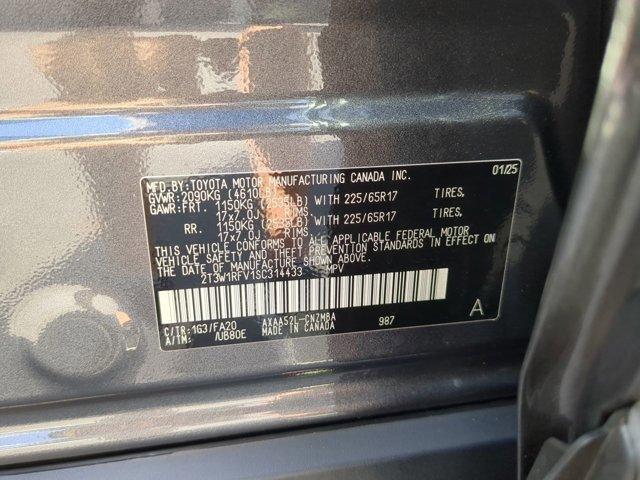 MFD.BY:TOYOTA MOTOR MANUFACTURING CANADA INC. 01/25
GVWR:2090KG (4610LB)
GAWR:FRT. 1150KG (2535LB) WITH 225/65R17 TIRES,
17x7.0J RIMS
RR. 1150KG (2535LB) WITH 225/65R17 TIRES,
17x7.0J RIMS
THIS VEHICLE CONFORMS TO ALL APPLICABLE FEDERAL MOTOR
VEHICLE SAFETY AND THEFT PREVENTION STANDARDS IN EFFECT
ON THE DATE OF MANUFACTURE SHOWN ABOVE.
2T3W1RFV1SC314433 MPV
C/TR:1G3/FA20 AXAA52L-CNZMBA 987 A
A/TM: /UB80E MADE IN CANADA